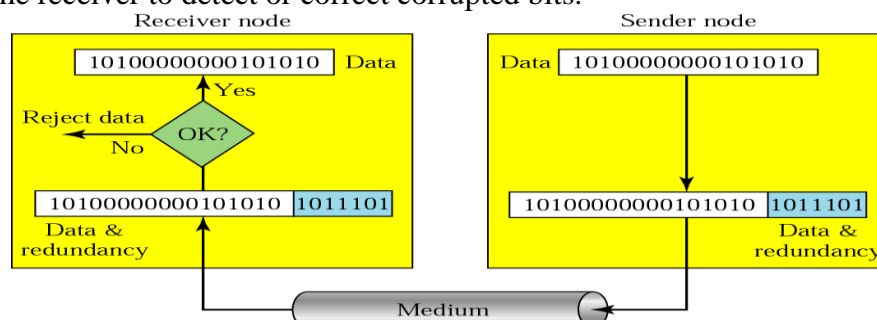 the receiver to detect or correct corrupted bits.
Receiver node
10100000000101010 Data
Yes
Reject data
OK?
No
10100000000101010 1011101
Data &
redundancy
Sender node
Data 10100000000101010
10100000000101010 1011101
Data &
redundancy
Medium